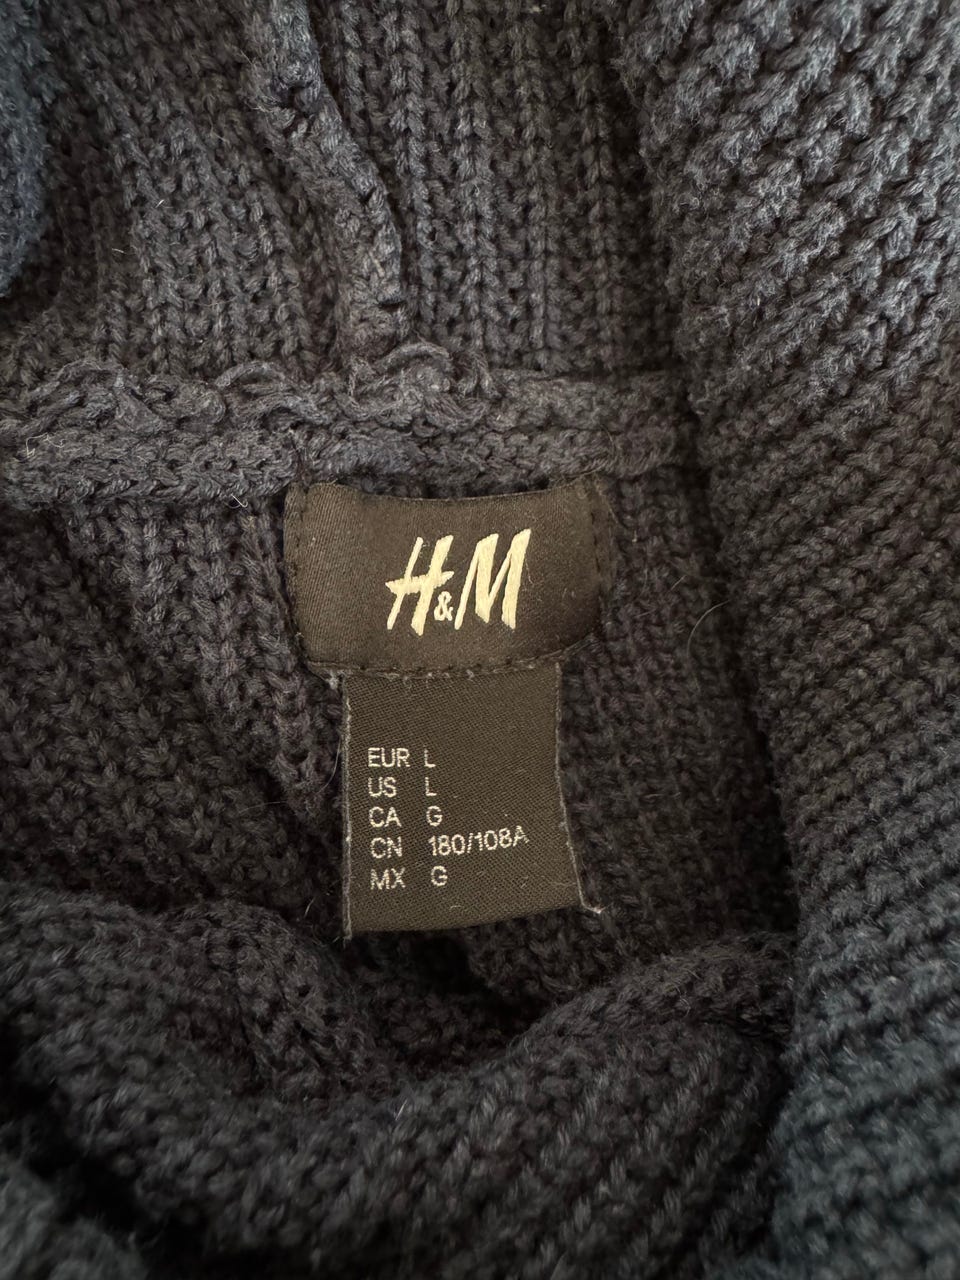 H&M
EUR L
US L
CA G
CN 180/108A
MX G